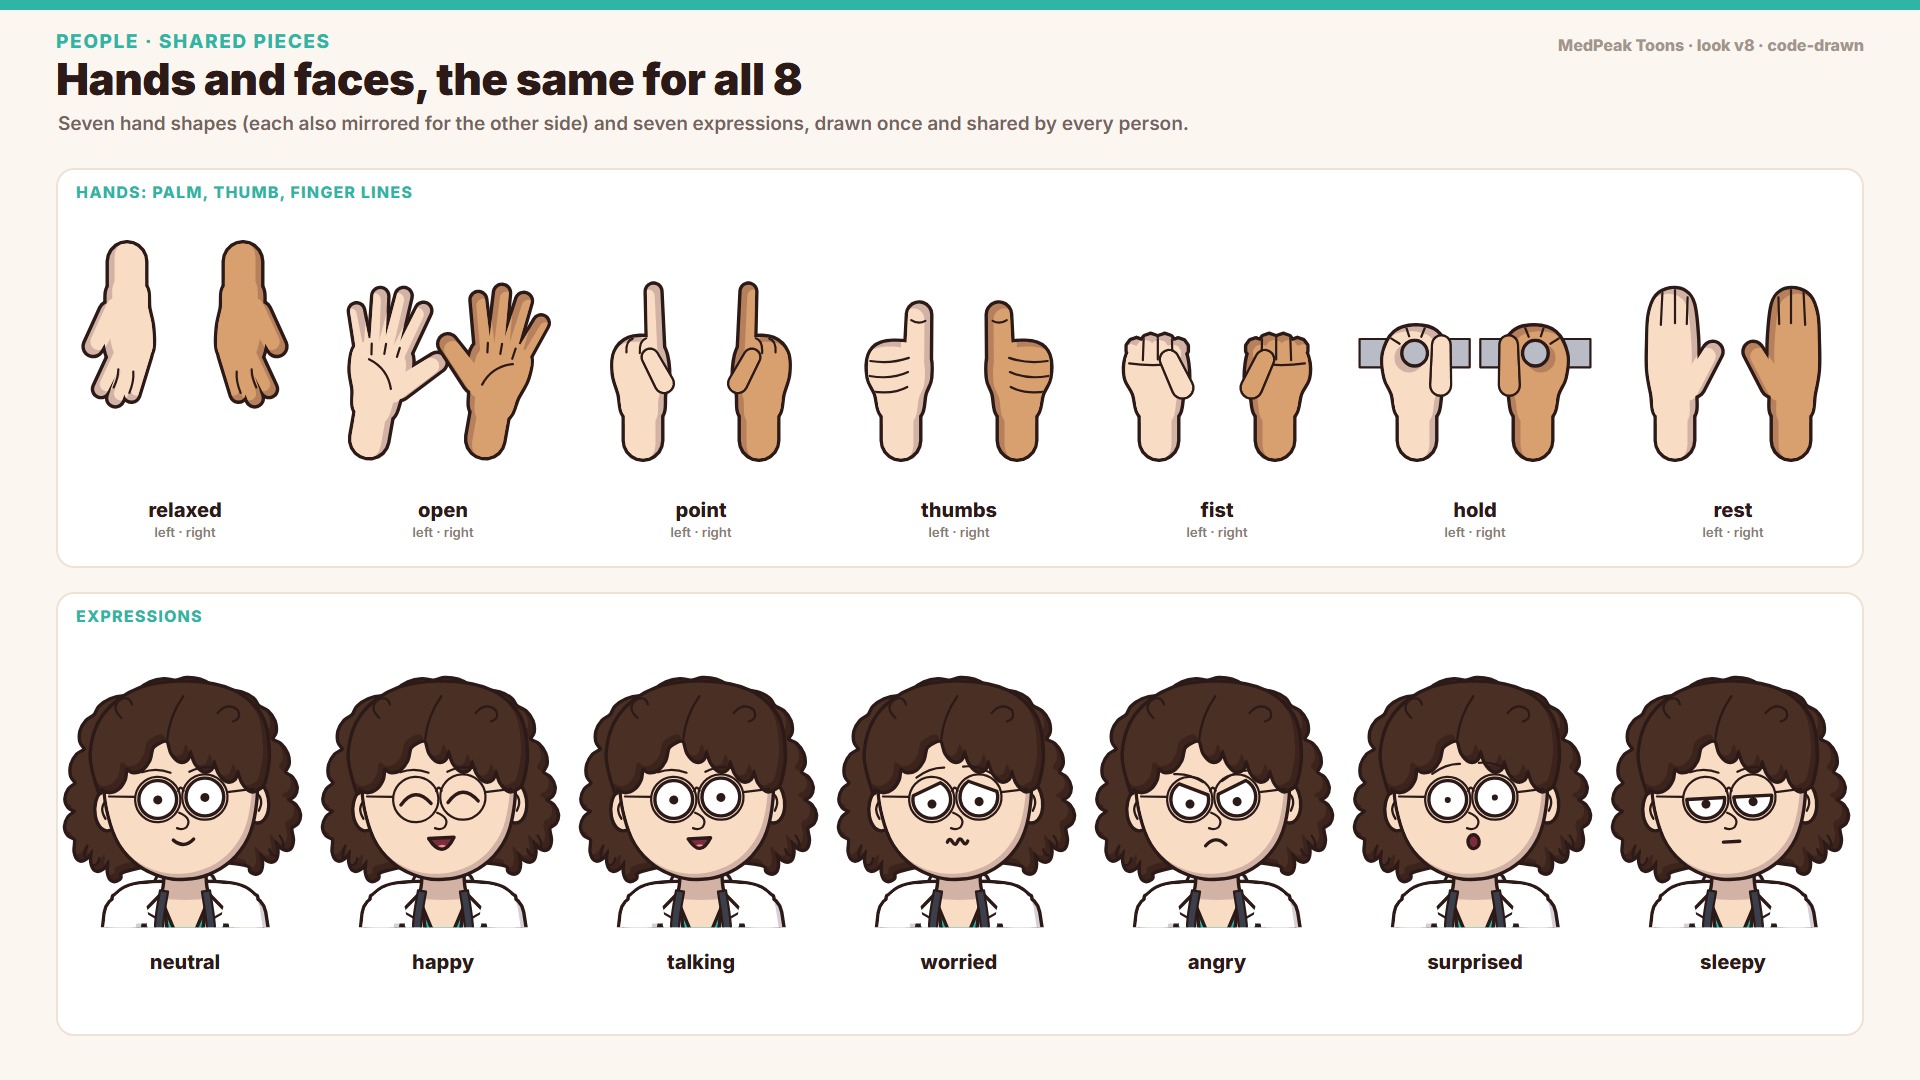 PEOPLE · SHARED PIECES
MedPeak Toons · look v8 · code-drawn
Hands and faces, the same for all 8
Seven hand shapes (each also mirrored for the other side) and seven expressions, drawn once and shared by every person.
HANDS: PALM, THUMB, FINGER LINES
relaxed open point thumbs fist hold rest
left · right left · right left · right left · right left · right left · right left · right
EXPRESSIONS
neutral happy talking worried angry surprised sleepy